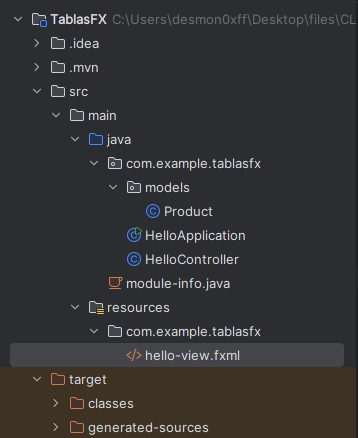 TablasFX C:\Users\desmon0xff\Desktop\files\CL
.idea
.mvn
src
main
java
com.example.tablasfx
models
Product
HelloApplication
HelloController
module-info.java
resources
com.example.tablasfx
hello-view.fxml
target
classes
generated-sources